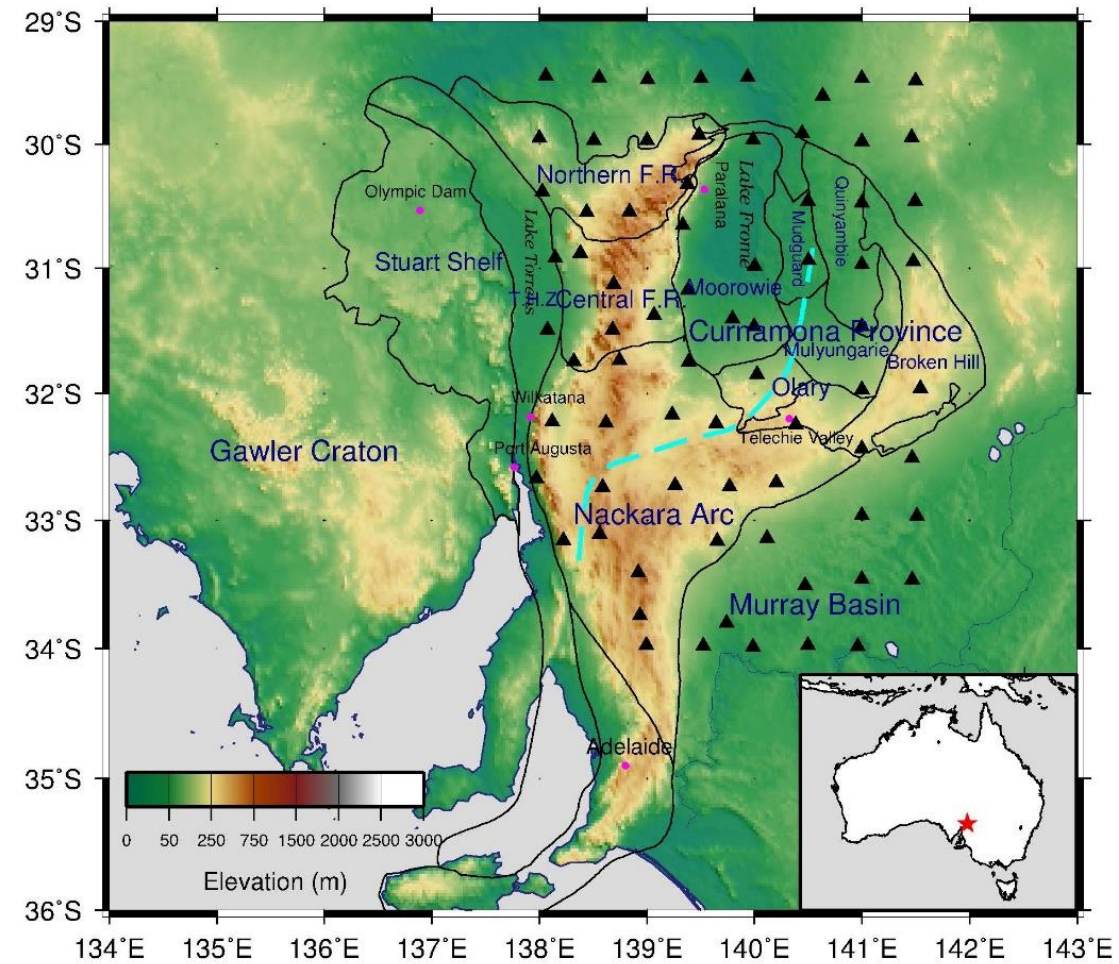 29°S
30°S
31°S
32°S
33°S
34°S
35°S
36°S
Northern F.R.
Paralana
Lake Frome
Quinyambie
Olympic Dam
Mudguard
Lake Torrens
Stuart Shelf
T.H.Z.
Central F.R.
Moorowie
Curnamona Province
Mulyungarie
Broken Hill
Olary
Wilkatana
Telechie Valley
Port Augusta
Gawler Craton
Nackara Arc
Murray Basin
Adelaide
0 50 250 750 1500 2000 2500 3000
Elevation (m)
134°E 135°E 136°E 137°E 138°E 139°E 140°E 141°E 142°E 143°E